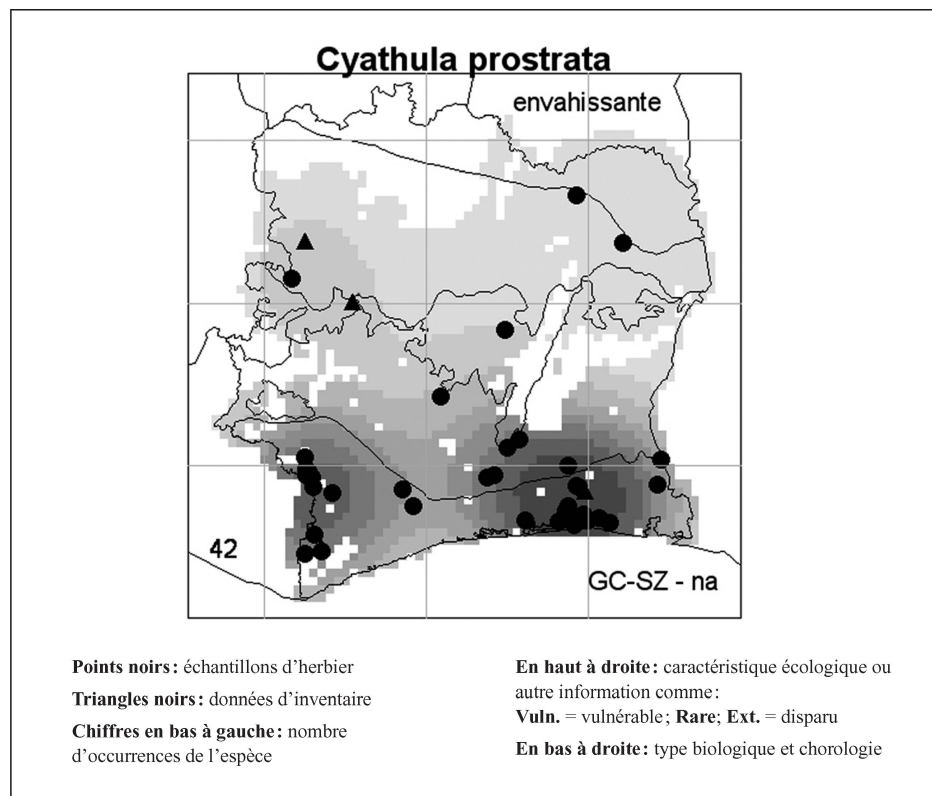 Cyathula prostrata
envahissante
42
GC-SZ - na
Points noirs : échantillons d'herbier
Triangles noirs : données d'inventaire
Chiffres en bas à gauche : nombre
d'occurrences de l'espèce
En haut à droite : caractéristique écologique ou
autre information comme :
Vuln. = vulnérable ; Rare; Ext. = disparu
En bas à droite : type biologique et chorologie